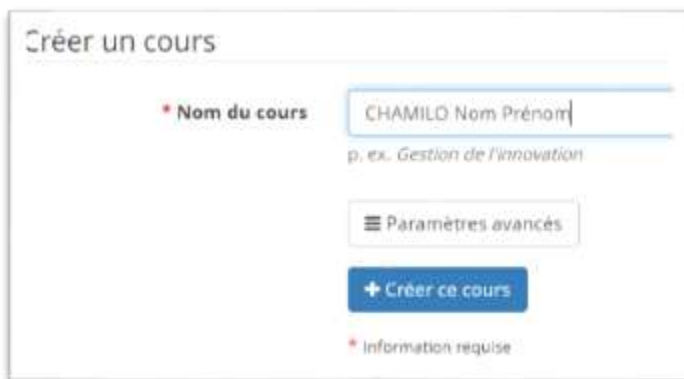 Créer un cours
* Nom du cours
CHAMILO Nom Prénom
p. ex. Gestion de l'innovation
Paramètres avancés
+ Créer ce cours
* Information requise